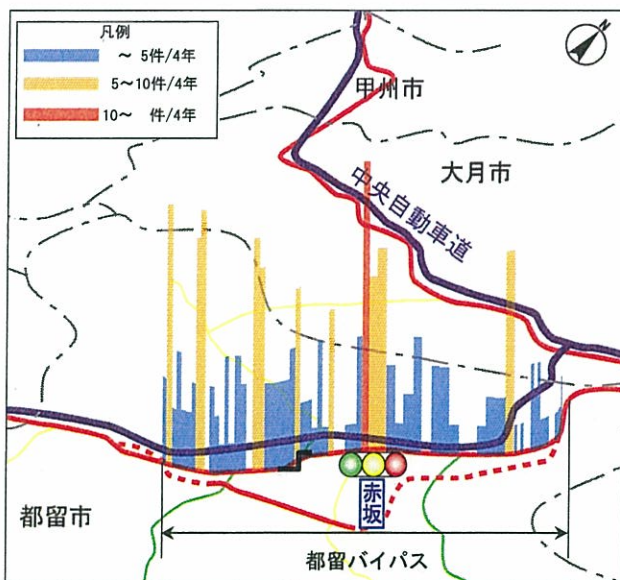 凡例
～ 5件/4年
5～10件/4年
10～ 件/4年
甲州市
大月市
中央自動車道
赤坂
都留市
都留バイパス